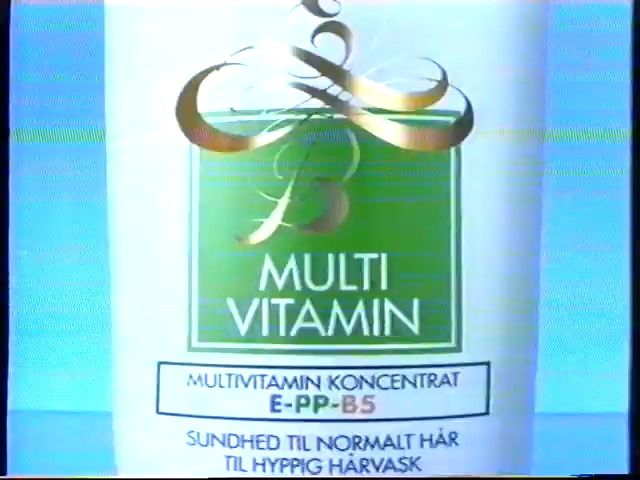 MULTI
VITAMIN
MULTIVITAMIN KONCENTRAT
E-PP-B5
SUNDHED TIL NORMALT HÅR
TIL HYPPIG HÅRVASK